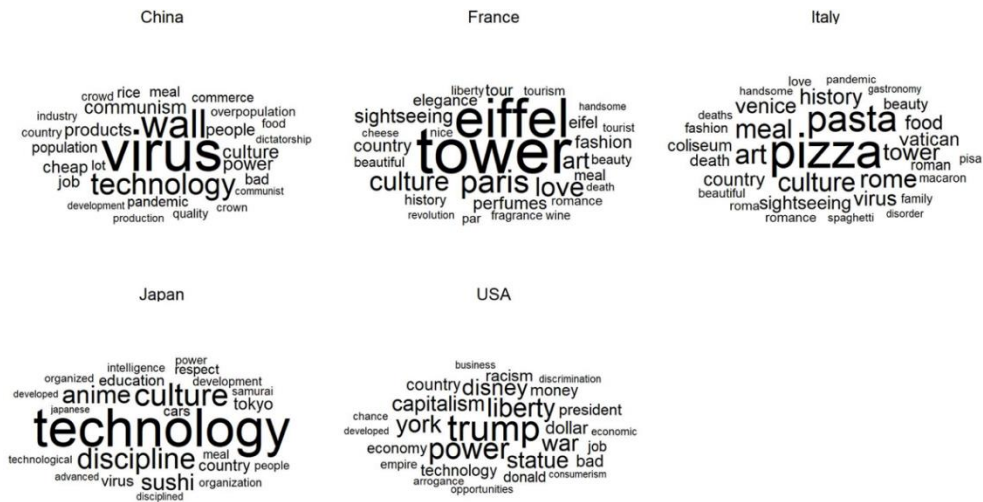 China
crowd rice meal
communism commerce
industry wall overpopulation
country products people food
population virus dictatorship
cheap lot culture
power
job technology bad
communist
development pandemic
production quality crown
France
liberty tour tourism
elegance eiffel handsome
sightseeing eifel tourist
cheese nice fashion
country tower art beauty
beautiful meal
culture paris love death
history perfumes romance
revolution par fragrance wine
Italy
love pandemic
handsome history gastronomy
venice beauty
deaths pasta food
fashion meal vatican
coliseum art pizza tower
death roman pisa
country culture rome macaron
beautiful virus family
roma sightseeing
romance spaghetti disorder
Japan
power
intelligence respect
organized education development
developed anime culture samurai
japanese cars tokyo
technology
technological discipline meal
country people
advanced virus sushi organization
disciplined
USA
business
racism discrimination
country disney money
capitalism liberty president
chance york trump dollar
developed economic
economy power war job
empire statue bad
technology donald consumerism
arrogance
opportunities